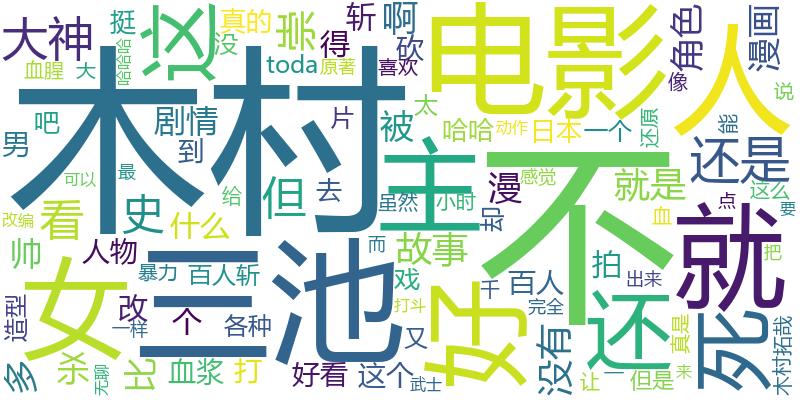 大神
挺
这
真的
没
崇
斩
得
啊
砍
电影
人
角色
漫画
血腥
大
哈哈哈
toda
原著
喜欢
像
说
木村
不
吧
剧情
片
被
太
哈哈
动作
日本
一个
还原
能
男
到
主
还是
可以
最
给
但
去
虽然
小时
漫
却
感觉
就是
血
点
这么
要
看
史
改编
什么
三池
故事
就
把
帅
人物
暴力
百人斩
而
戏
千
百人
拍
出来
女
造型
改
个
各种
又
打斗
好
完全
还
死
真是
木村拓哉
一样
多
杀
无聊
比
血浆
打
好看
这个
武士
没有
让
一
但是
来